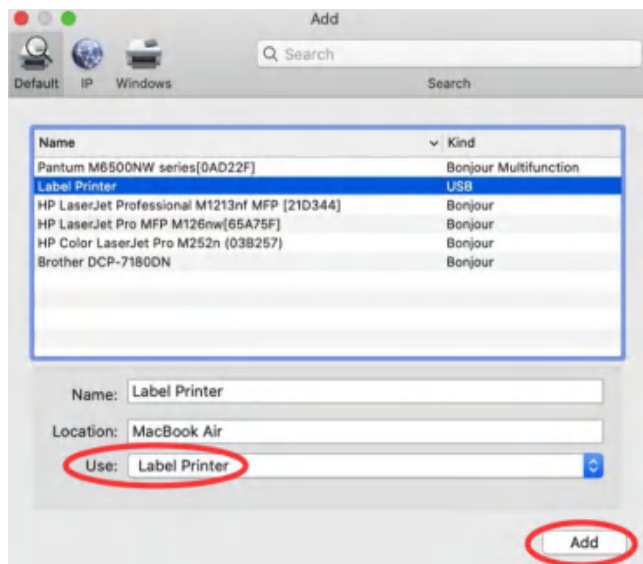 Add
Search
Default IP Windows Search
Name Kind
Pantum M6500NW series[0AD22F] Bonjour Multifunction
Label Printer USB
HP LaserJet Professional M1213nf MFP [21D344] Bonjour
HP LaserJet Pro MFP M126nw[65A75F] Bonjour
HP Color LaserJet Pro M252n (03B257) Bonjour
Brother DCP-7180DN Bonjour
Name: Label Printer
Location: MacBook Air
Use: Label Printer
Add